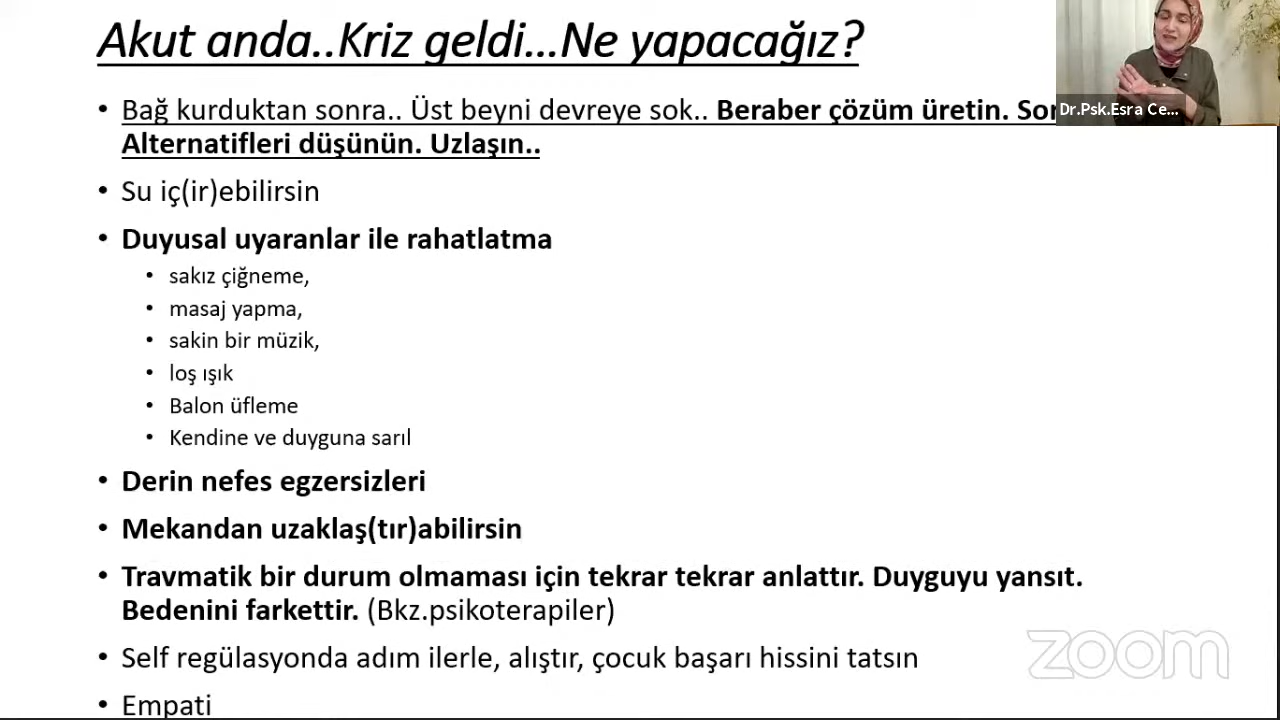 Akut anda..Kriz geldi...Ne yapacağız?
• Bağ kurduktan sonra.. Üst beyni devreye sok.. Beraber çözüm üretin.
Alternatifleri düşünün. Uzlaşın..
• Su iç(ir)ebilirsin
• Duyusal uyaranlar ile rahatlatma
• sakız çiğneme,
• masaj yapma,
• sakin bir müzik,
• loş ışık
• Balon üfleme
• Kendine ve duyguna sarıl
• Derin nefes egzersizleri
• Mekandan uzaklaş(tır)abilirsin
• Travmatik bir durum olmaması için tekrar tekrar anlattır. Duyguyu yansıt.
Bedenini farkettir. (Bkz.psikoterapiler)
• Self regülasyonda adım ilerle, alıştır, çocuk başarı hissini tatsın
• Empati
Dr.Psk.Esra Ce...
zoom